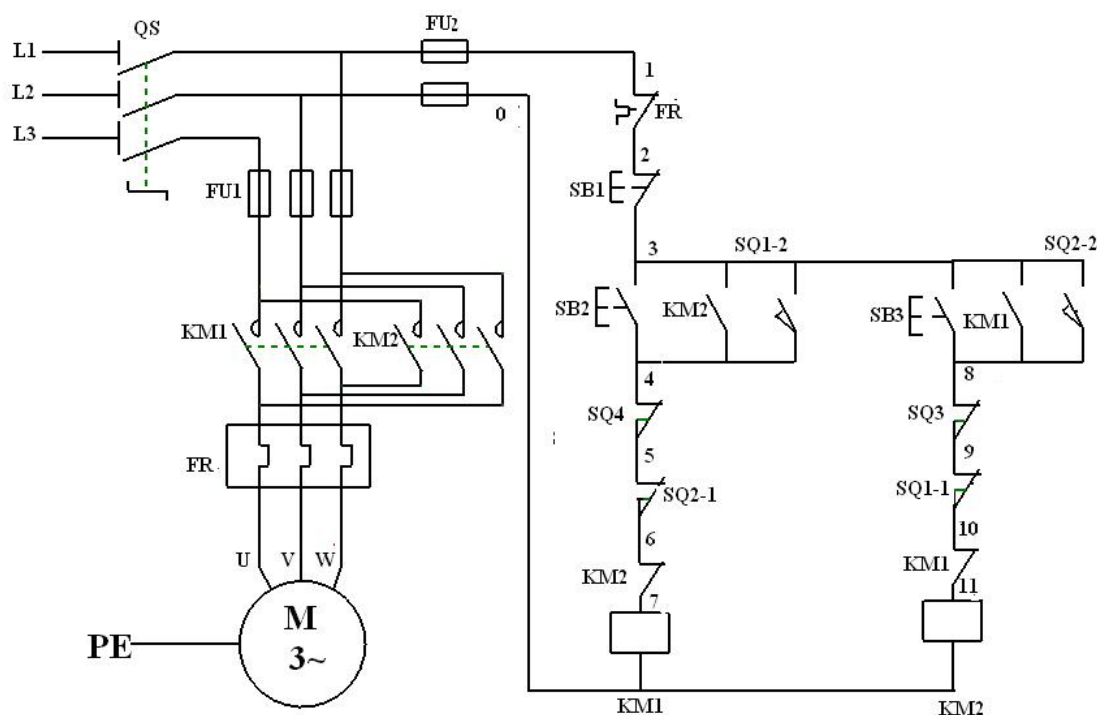 QS
FU2
L1
1
L2
0
FR
L3
2
FU1
SB1
3
SQ1-2
SQ2-2
KM1
KM2
SB2
KM2
SB3
KM1
4
8
SQ4
SQ3
FR
5
9
SQ2-1
SQ1-1
6
10
U
V
W
KM2
KM1
7
11
M
3~
PE
KM1
KM2